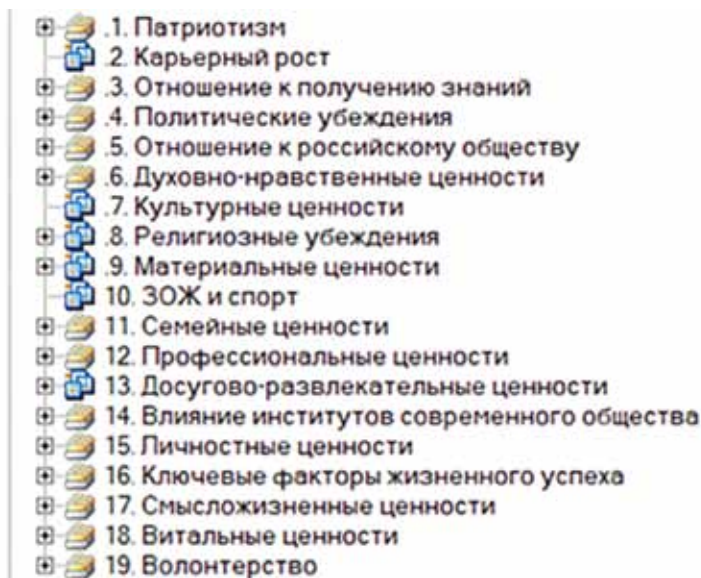 .1. Патриотизм
.2. Карьерный рост
.3. Отношение к получению знаний
.4. Политические убеждения
.5. Отношение к российскому обществу
.6. Духовно-нравственные ценности
.7. Культурные ценности
.8. Религиозные убеждения
.9. Материальные ценности
10. ЗОЖ и спорт
11. Семейные ценности
12. Профессиональные ценности
13. Досугово-развлекательные ценности
14. Влияние институтов современного общества
15. Личностные ценности
16. Ключевые факторы жизненного успеха
17. Смысложизненные ценности
18. Витальные ценности
19. Волонтерство